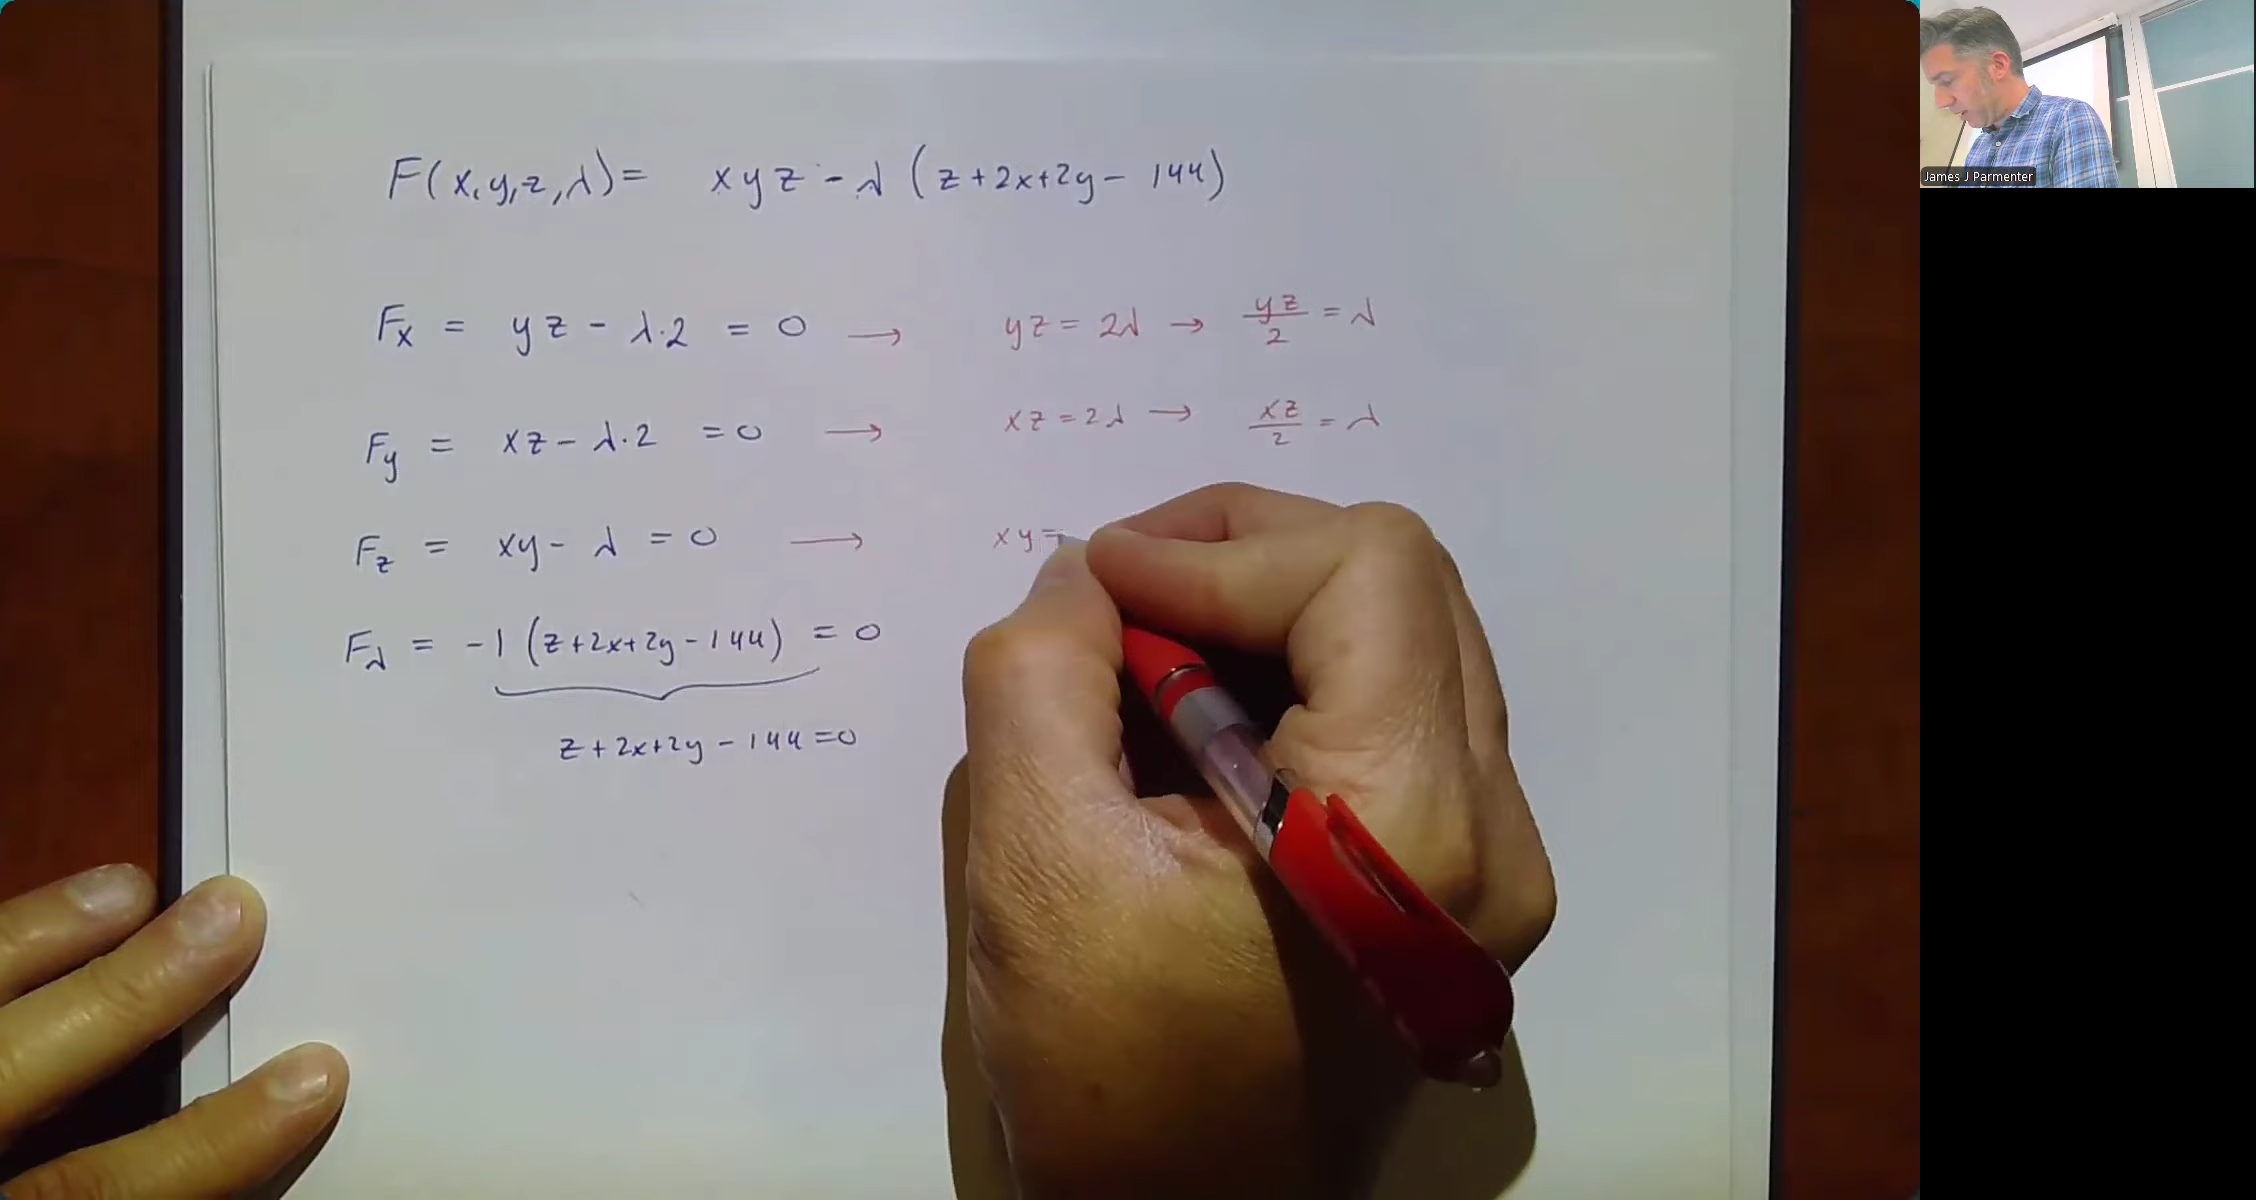 F(x,y,z,λ) = xyz - λ (z+2x+2y - 144)
Fx = yz - λ·2 = 0 → yz = 2λ → yz/2 = λ
Fy = xz - λ·2 = 0 → xz = 2λ → xz/2 = λ
Fz = xy - λ = 0 → xy =
Fλ = -1 (z+2x+2y - 144) = 0
z + 2x+2y - 144 = 0
James J Parmenter